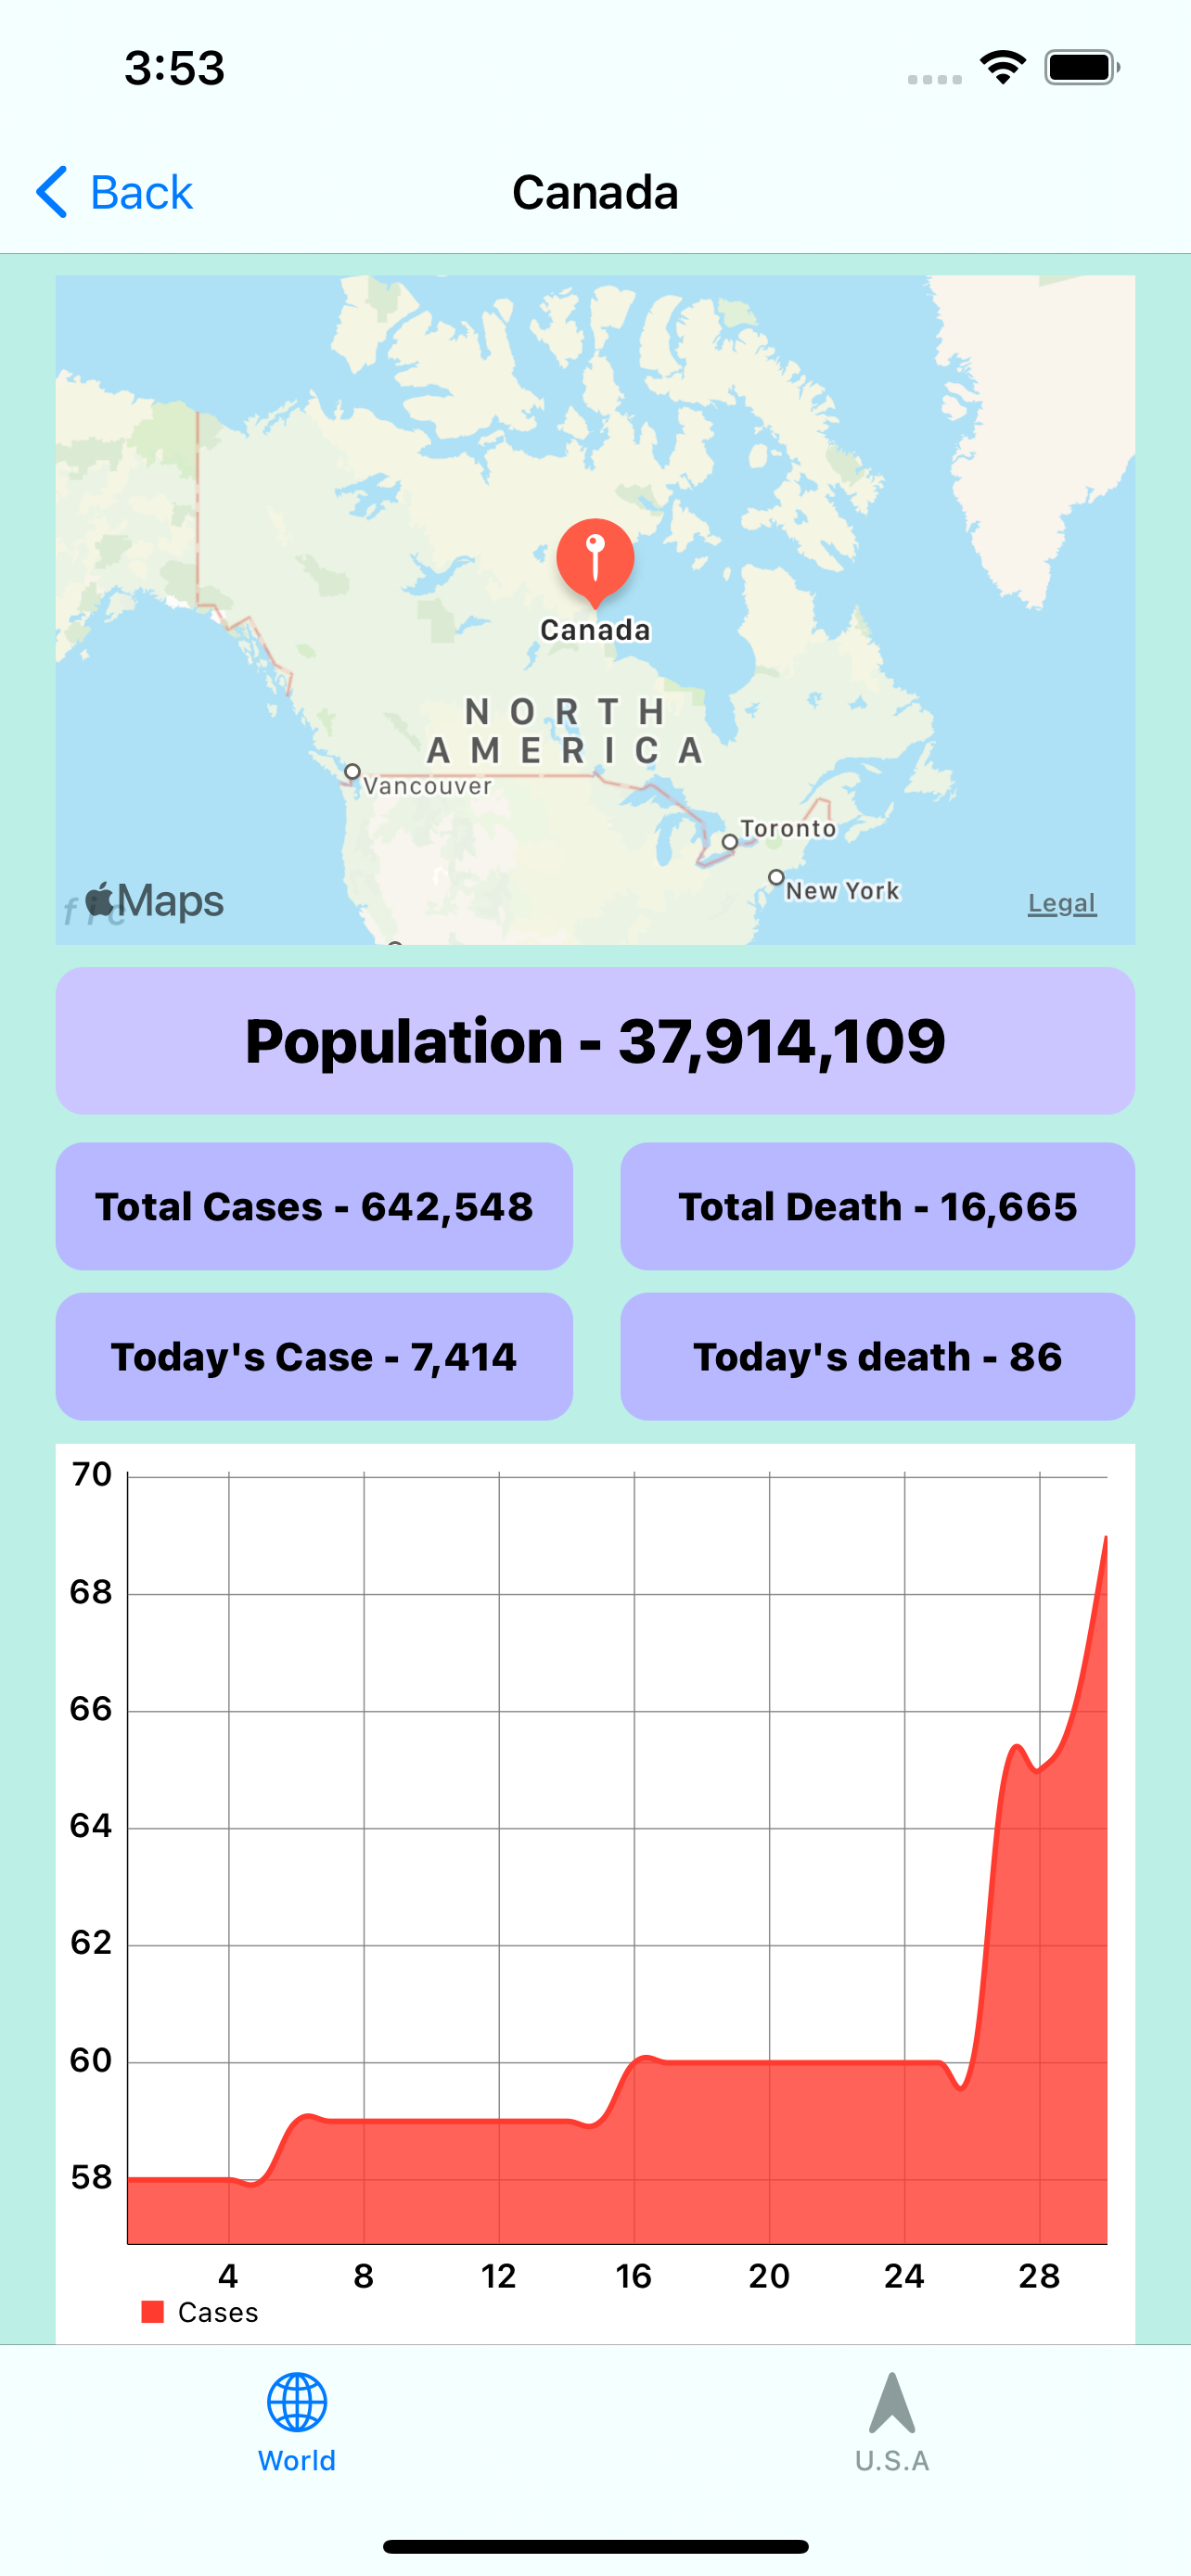 3:53
Back
Canada
Canada
NORTH
AMERICA
Vancouver
Toronto
New York
Maps
Legal
Population - 37,914,109
Total Cases - 642,548
Total Death - 16,665
Today's Case - 7,414
Today's death - 86
70
68
66
64
62
60
58
4 8 12 16 20 24 28
Cases
World
U.S.A